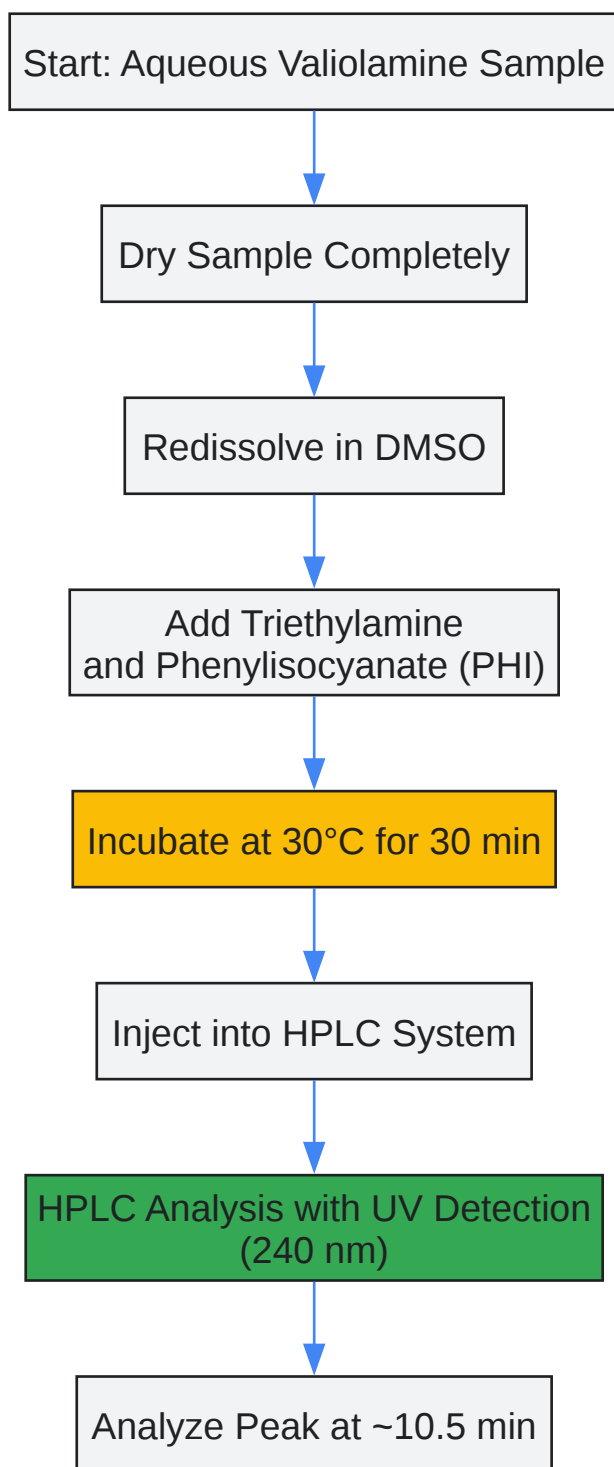 Start: Aqueous Valiolamine Sample
Dry Sample Completely
Redissolve in DMSO
Add Triethylamine
and Phenylisocyanate (PHI)
Incubate at 30°C for 30 min
Inject into HPLC System
HPLC Analysis with UV Detection
(240 nm)
Analyze Peak at ~10.5 min